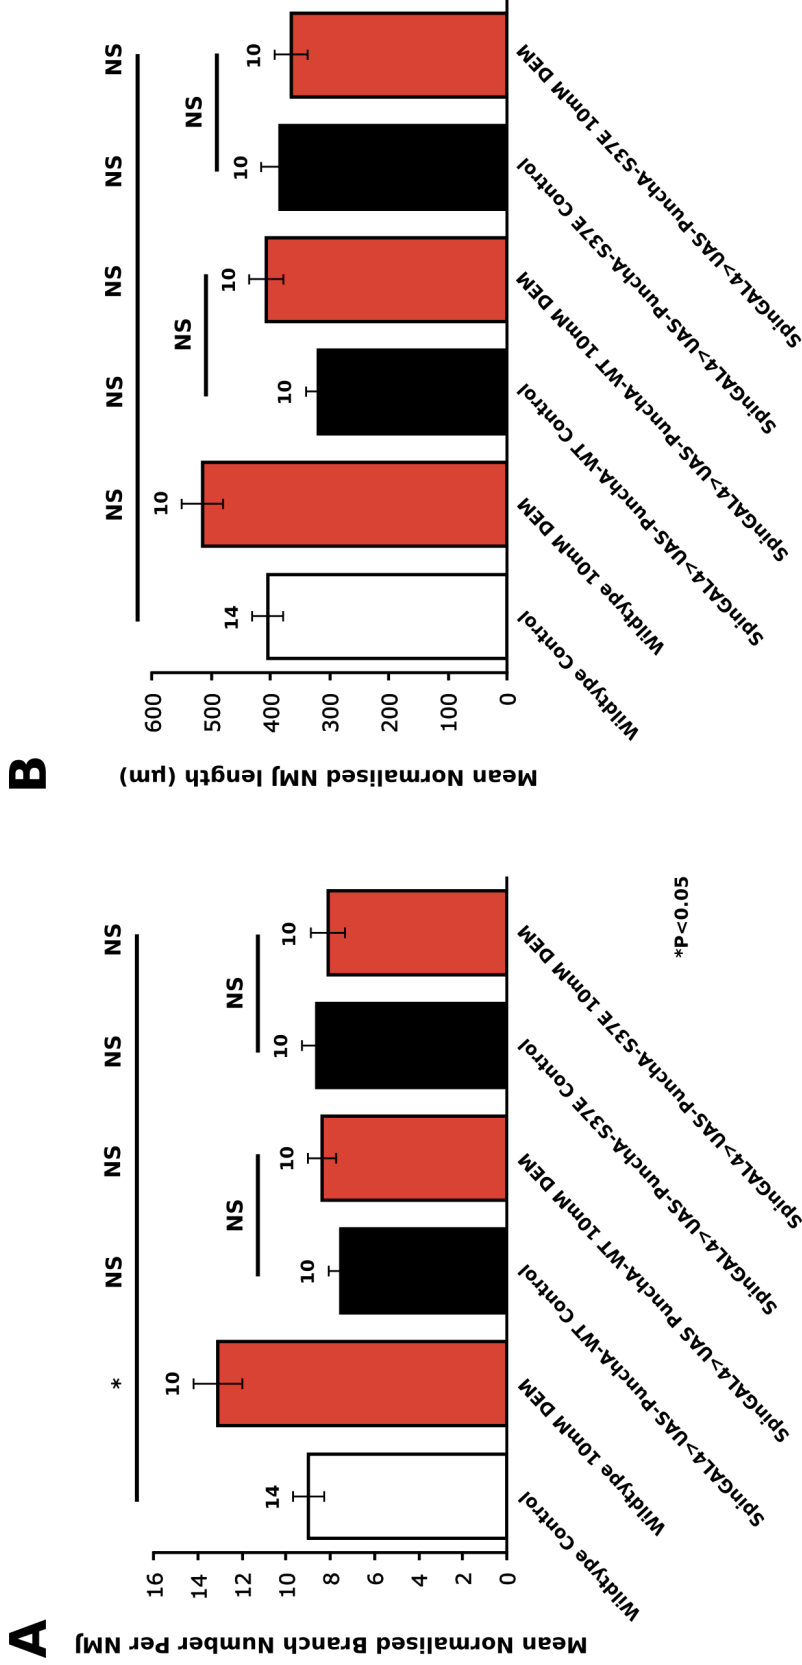 A
Mean Normalised Branch Number Per NMJ
16
14
12
10
8
6
4
2
0
* NS NS NS NS
NS NS
14 10 10 10 10 10
Wildtype Control
Wildtype 10mM DEM
SpinGAL4>UAS-PunchA-WT Control
SpinGAL4>UAS PunchA-WT 10mM DEM
SpinGAL4>UAS-PunchA-S37E Control
SpinGAL4>UAS-PunchA-S37E 10mM DEM
*P<0.05
B
Mean Normalised NMJ length (μm)
600
500
400
300
200
100
0
NS NS NS NS NS
NS NS
14 10 10 10 10 10
Wildtype Control
Wildtype 10mM DEM
SpinGAL4>UAS-PunchA-WT Control
SpinGAL4>UAS-PunchA-WT 10mM DEM
SpinGAL4>UAS-PunchA-S37E Control
SpinGAL4>UAS-PunchA-S37E 10mM DEM